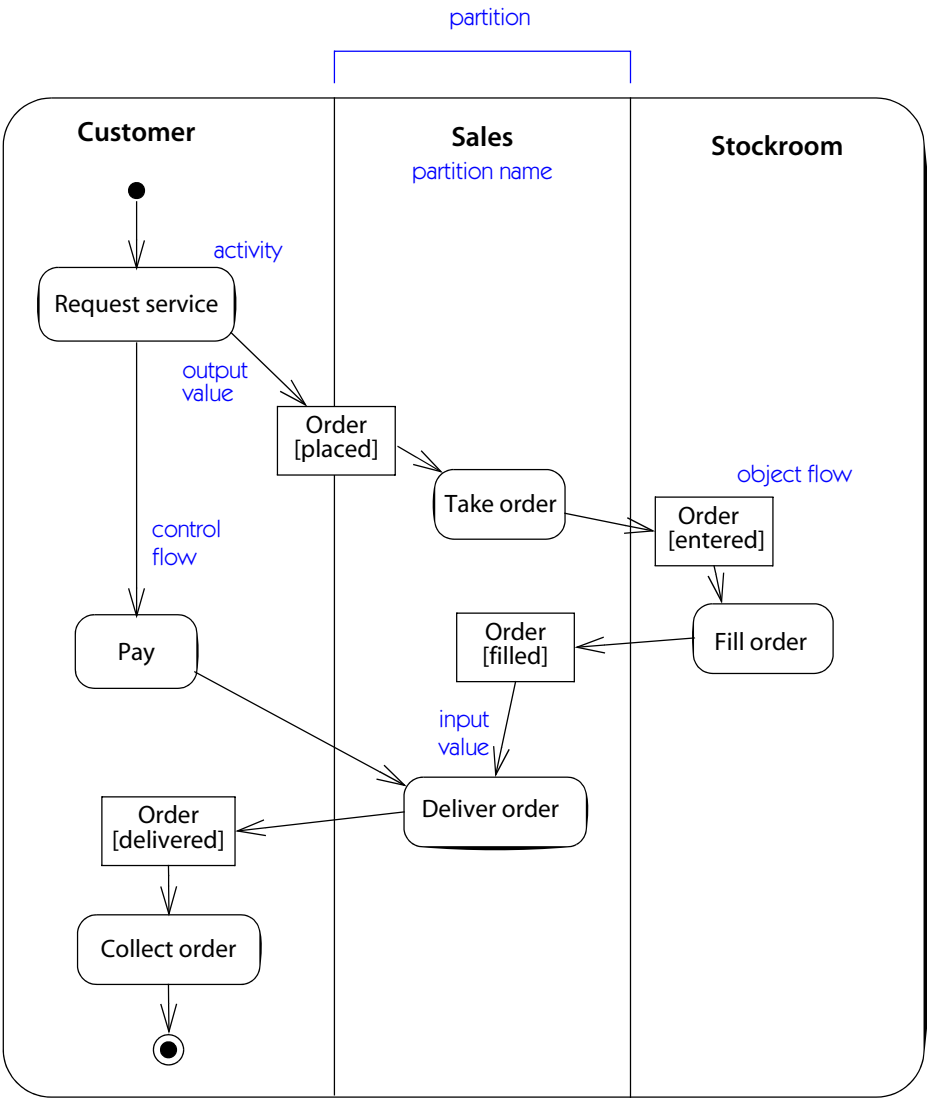 partition
Customer
Sales
partition name
Stockroom
activity
Request service
output
value
Order
[placed]
Take order
object flow
Order
[entered]
control
flow
Order
[filled]
Fill order
Pay
input
value
Deliver order
Order
[delivered]
Collect order